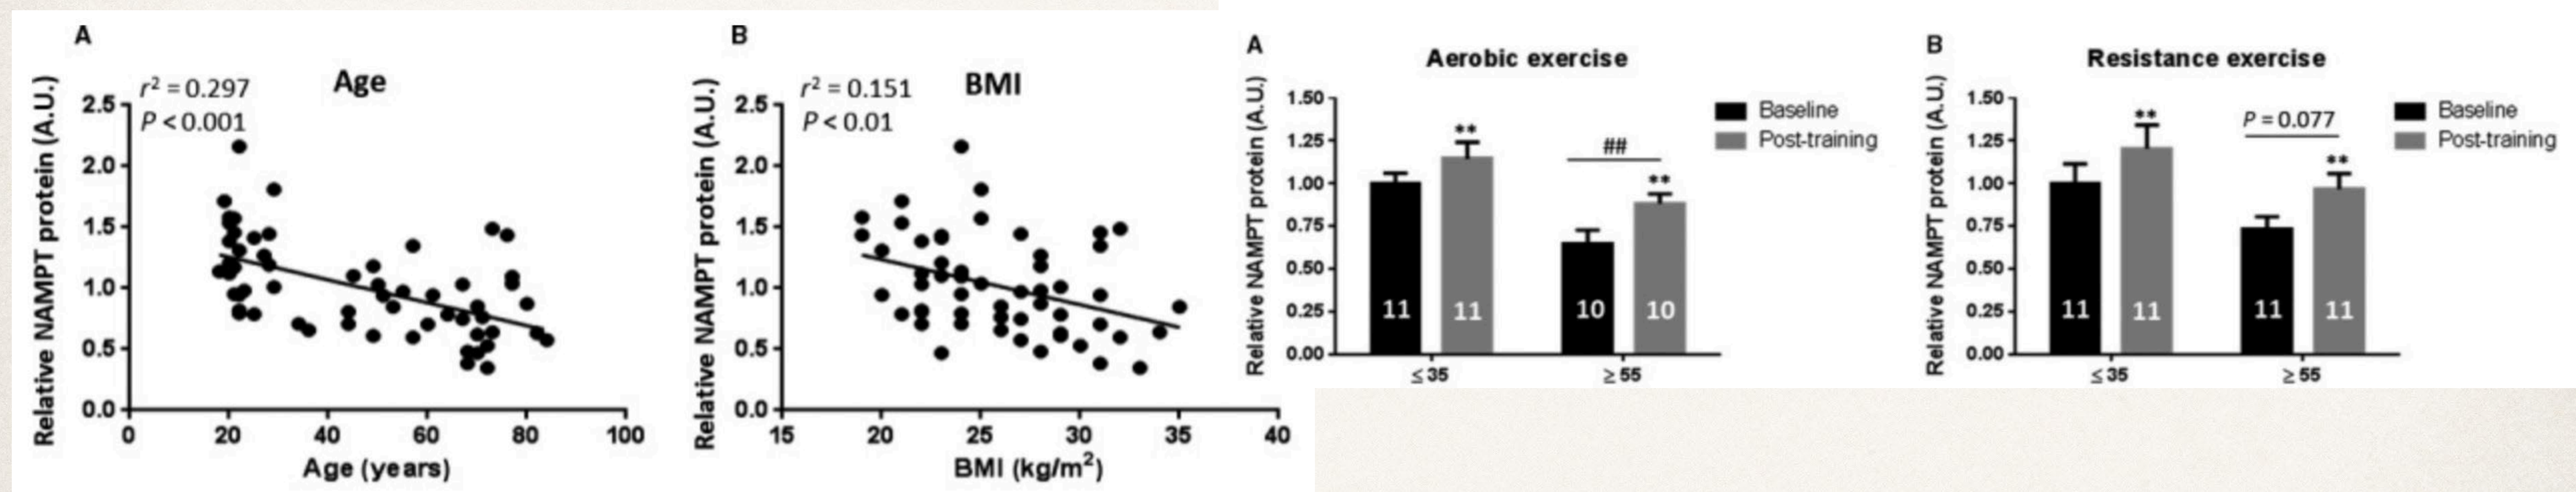 A
r² = 0.297
P < 0.001
Age
Relative NAMPT protein (A.U.)
2.5
2.0
1.5
1.0
0.5
0.0
0 20 40 60 80 100
Age (years)
B
r² = 0.151
P < 0.01
BMI
Relative NAMPT protein (A.U.)
2.5
2.0
1.5
1.0
0.5
0.0
15 20 25 30 35 40
BMI (kg/m²)
A
Aerobic exercise
Relative NAMPT protein (A.U.)
1.50
1.25
1.00
0.75
0.50
0.25
0.00
**
##
**
11 11 10 10
≤ 35 ≥ 55
Baseline
Post-training
B
Resistance exercise
Relative NAMPT protein (A.U.)
1.50
1.25
1.00
0.75
0.50
0.25
0.00
**
P = 0.077
**
11 11 11 11
≤ 35 ≥ 55
Baseline
Post-training